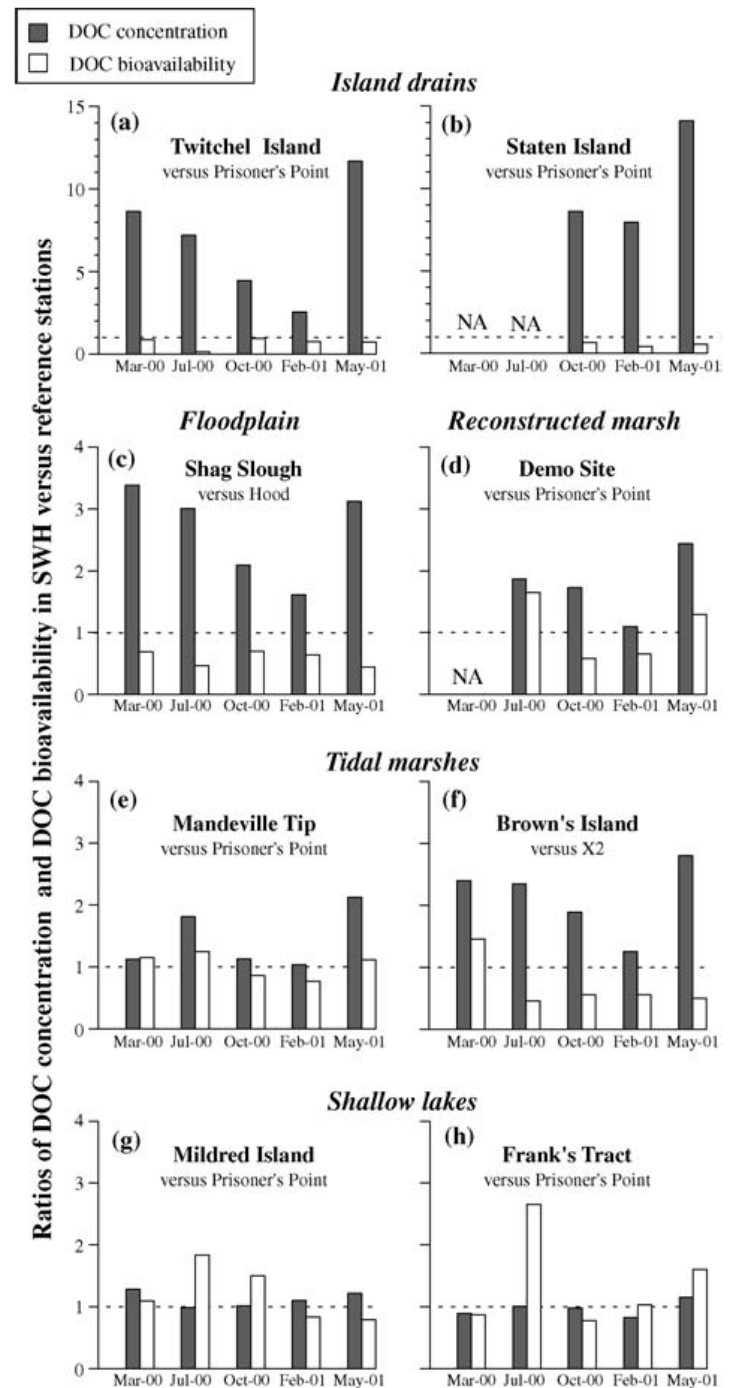 DOC concentration
DOC bioavailability
Ratios of DOC concentration and DOC bioavailability in SWH versus reference stations
Island drains
(a)
Twitchel Island
versus Prisoner's Point
15
10
5
0
Mar-00 Jul-00 Oct-00 Feb-01 May-01
(b)
Staten Island
versus Prisoner's Point
NA NA
Mar-00 Jul-00 Oct-00 Feb-01 May-01
Floodplain
(c)
Shag Slough
versus Hood
4
3
2
1
0
Mar-00 Jul-00 Oct-00 Feb-01 May-01
Reconstructed marsh
(d)
Demo Site
versus Prisoner's Point
NA
Mar-00 Jul-00 Oct-00 Feb-01 May-01
Tidal marshes
(e)
Mandeville Tip
versus Prisoner's Point
4
3
2
1
0
Mar-00 Jul-00 Oct-00 Feb-01 May-01
(f)
Brown's Island
versus X2
Mar-00 Jul-00 Oct-00 Feb-01 May-01
Shallow lakes
(g)
Mildred Island
versus Prisoner's Point
4
3
2
1
0
Mar-00 Jul-00 Oct-00 Feb-01 May-01
(h)
Frank's Tract
versus Prisoner's Point
Mar-00 Jul-00 Oct-00 Feb-01 May-01